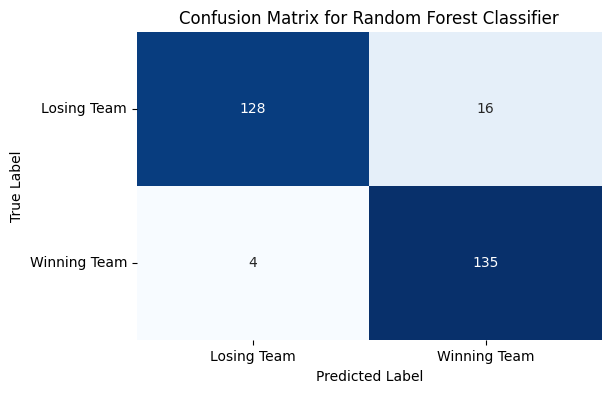 Confusion Matrix for Random Forest Classifier
True Label
Losing Team
128
16
Winning Team
4
135
Losing Team
Winning Team
Predicted Label